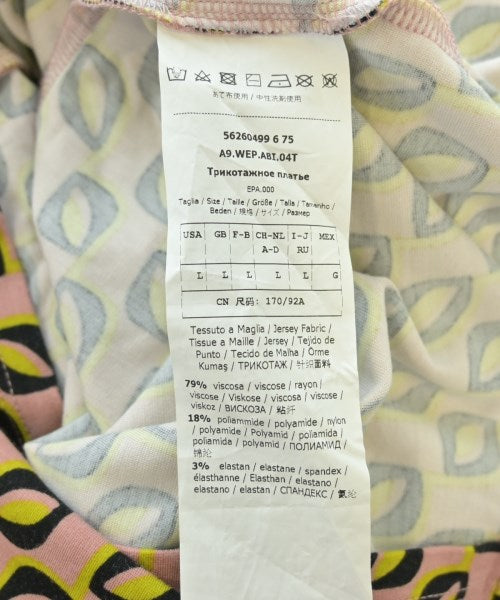 あて布使用 / 中性洗剤使用
56260499 6 75
A9.WEP.ABI.04T
Трикотажное платье
EPA.000
Taglia / Size / Taille / Größe / Talla / Tamanho /
Beden / 規格 / サイズ / Размер
USA GB F-B CH-NL I-J MEX
A-D RU
L L L L L G
CN 尺码: 170/92A
Tessuto a Maglia / Jersey Fabric /
Tissue a Maille / Jersey / Tejido de
Punto / Tecido de Malha / Örme
Kumaş / ТРИКОТАЖ / 针织面料
79% viscosa / viscose / rayon /
viscose / Viskose / viscosa / viscose /
viskoz / ВИСКОЗА / 粘纤
18% poliammide / polyamide / nylon
/ polyamide / Polyamid / poliamida /
poliamida / polyamid / ПОЛИАМИД /
锦纶
3% elastan / elastane / spandex /
élasthanne / Elasthan / elastano /
elastano / elastan / СПАНДЕКС / 氨纶